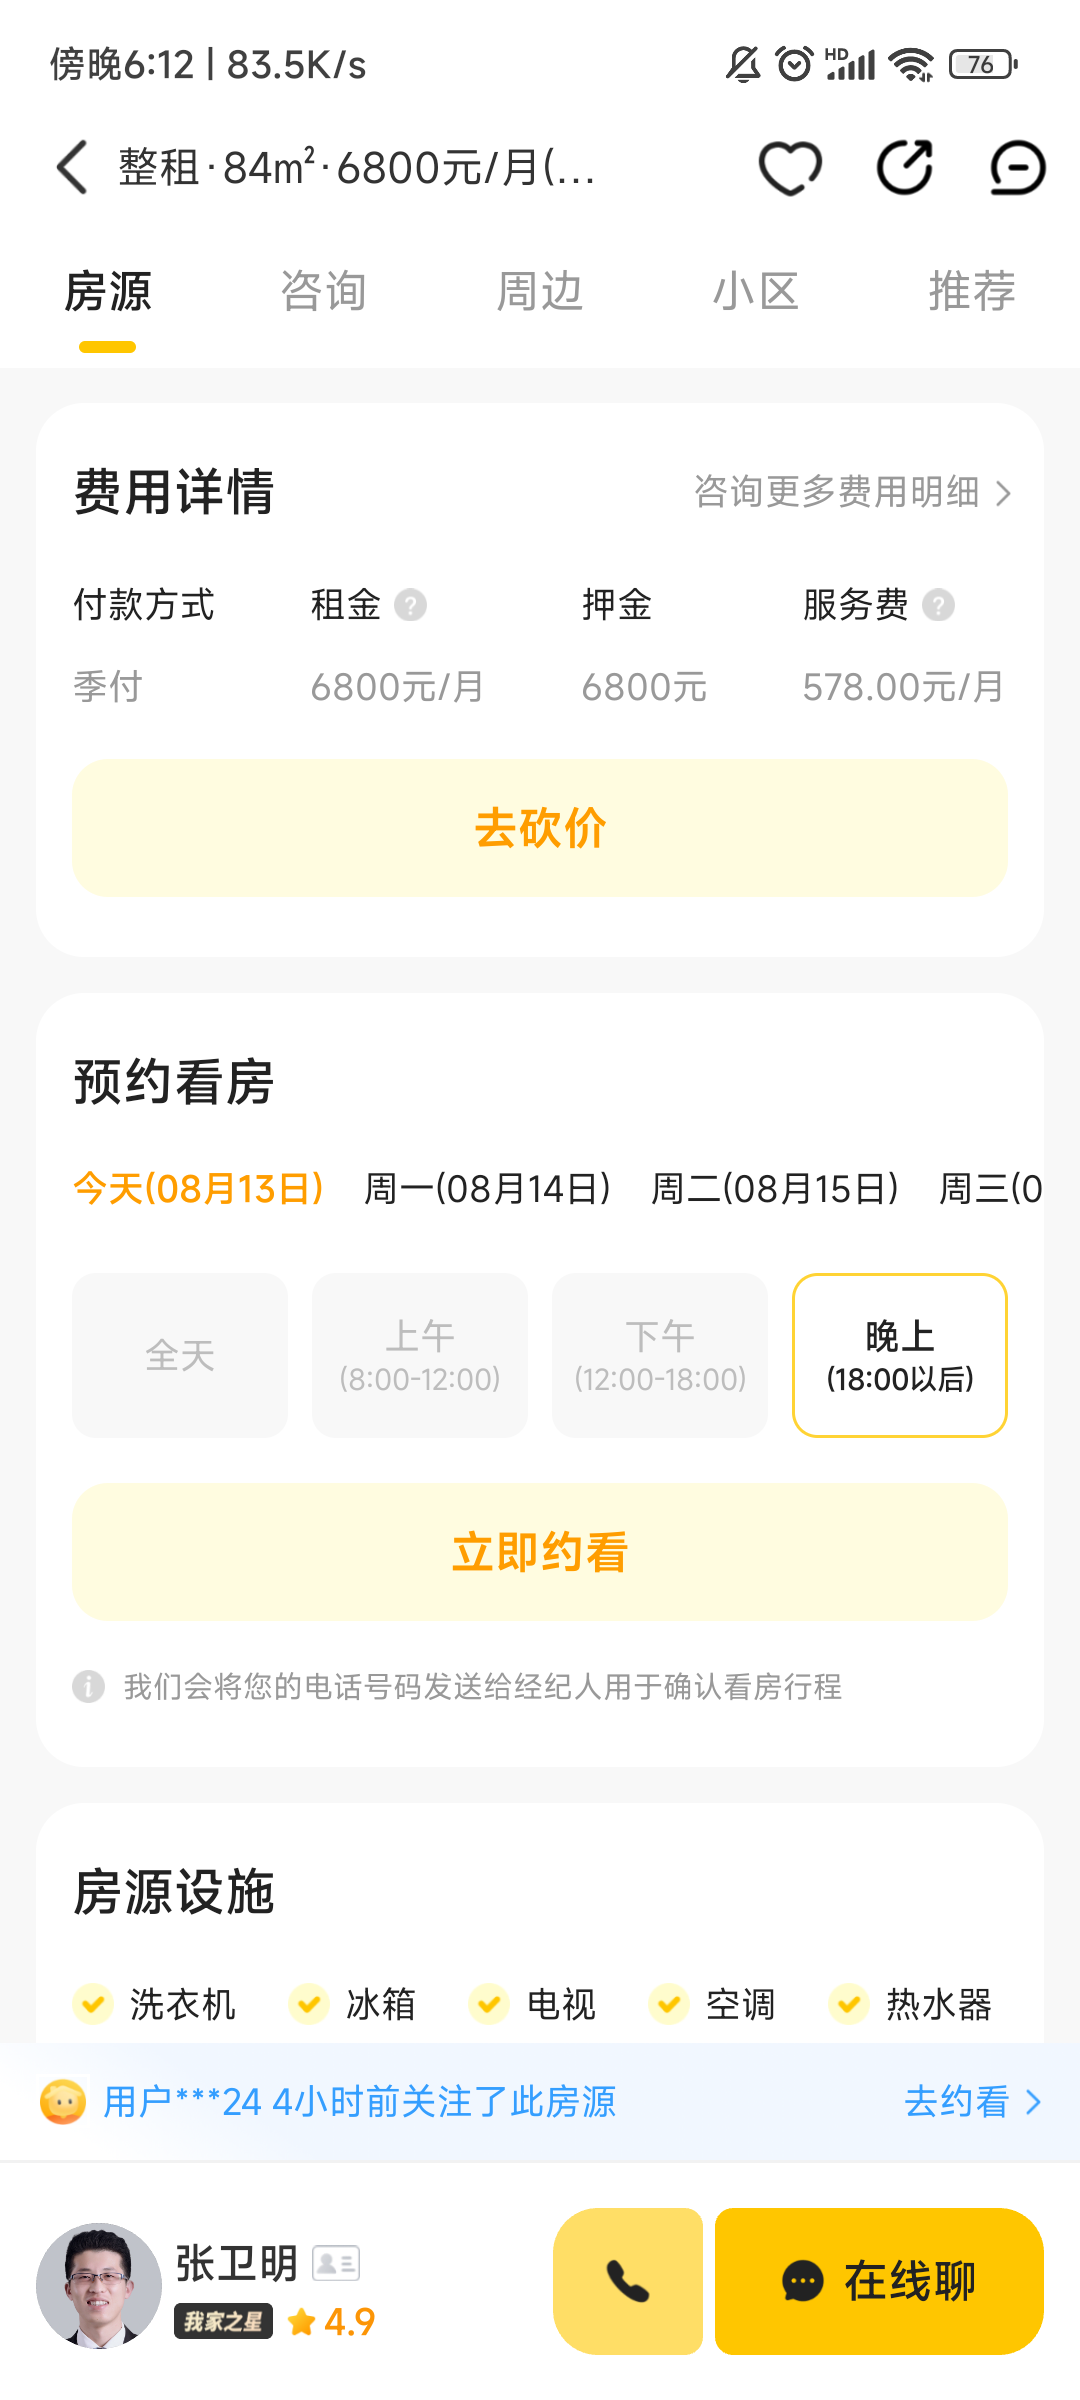 傍晚6:12 | 83.5K/s
HD
76
整租·84㎡·6800元/月(...
房源 咨询 周边 小区 推荐
费用详情 咨询更多费用明细
付款方式 租金 ? 押金 服务费 ?
季付 6800元/月 6800元 578.00元/月
去砍价
预约看房
今天(08月13日) 周一(08月14日) 周二(08月15日) 周三(0
全天 上午 下午 晚上
(8:00-12:00) (12:00-18:00) (18:00以后)
立即约看
我们会将您的电话号码发送给经纪人用于确认看房行程
房源设施
洗衣机 冰箱 电视 空调 热水器
用户***24 4小时前关注了此房源 去约看
张卫明
我家之星 4.9
在线聊